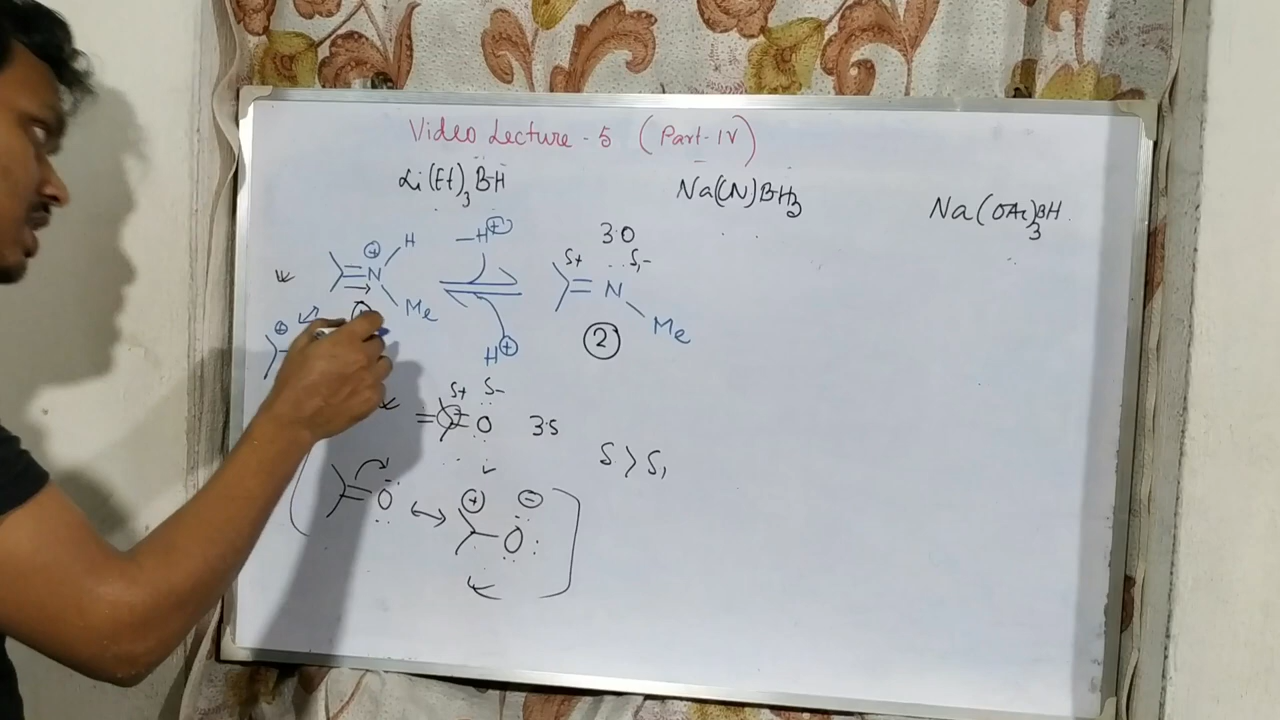 Video Lecture - 5 (Part-IV)
Li(Et)3BH Na(CN)BH3 Na(OAc)3BH
H -H⊕ 3.0
⊕ δ+ δ1-
N N
Me Me
⊕ H⊕ 2
δ+ δ-
O 3.5
δ > δ1
O ↔ ⊕ ⊖
O